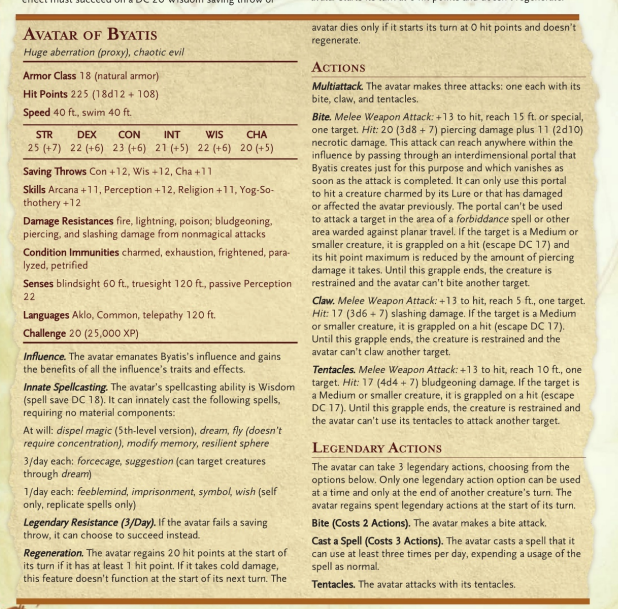 effect must succeed on a DC 20 Wisdom saving throw or
AVATAR OF BYATIS
Huge aberration (proxy), chaotic evil
Armor Class 18 (natural armor)
Hit Points 225 (18d12 + 108)
Speed 40 ft., swim 40 ft.
STR DEX CON INT WIS CHA
25 (+7) 22 (+6) 23 (+6) 21 (+5) 22 (+6) 20 (+5)
Saving Throws Con +12, Wis +12, Cha +11
Skills Arcana +11, Perception +12, Religion +11, Yog-So-
thothery +12
Damage Resistances fire, lightning, poison; bludgeoning,
piercing, and slashing damage from nonmagical attacks
Condition Immunities charmed, exhaustion, frightened, para-
lyzed, petrified
Senses blindsight 60 ft., truesight 120 ft., passive Perception
22
Languages Aklo, Common, telepathy 120 ft.
Challenge 20 (25,000 XP)
Influence. The avatar emanates Byatis's influence and gains
the benefits of all the influence's traits and effects.
Innate Spellcasting. The avatar's spellcasting ability is Wisdom
(spell save DC 18). It can innately cast the following spells,
requiring no material components:
At will: dispel magic (5th-level version), dream, fly (doesn't
require concentration), modify memory, resilient sphere
3/day each: forcecage, suggestion (can target creatures
through dream)
1/day each: feeblemind, imprisonment, symbol, wish (self
only, replicate spells only)
Legendary Resistance (3/Day). If the avatar fails a saving
throw, it can choose to succeed instead.
Regeneration. The avatar regains 20 hit points at the start of
its turn if it has at least 1 hit point. If it takes cold damage,
this feature doesn't function at the start of its next turn. The
avatar dies only if it starts its turn at 0 hit points and doesn't
regenerate.
ACTIONS
Multiattack. The avatar makes three attacks: one each with its
bite, claw, and tentacles.
Bite. Melee Weapon Attack: +13 to hit, reach 15 ft. or special,
one target. Hit: 20 (3d8 + 7) piercing damage plus 11 (2d10)
necrotic damage. This attack can reach anywhere within the
influence by passing through an interdimensional portal that
Byatis creates just for this purpose and which vanishes as
soon as the attack is completed. It can only use this portal
to hit a creature charmed by its Lure or that has damaged
or affected the avatar previously. The portal can't be used
to attack a target in the area of a forbiddance spell or other
area warded against planar travel. If the target is a Medium or
smaller creature, it is grappled on a hit (escape DC 17) and
its hit point maximum is reduced by the amount of piercing
damage it takes. Until this grapple ends, the creature is
restrained and the avatar can't bite another target.
Claw. Melee Weapon Attack: +13 to hit, reach 5 ft., one target.
Hit: 17 (3d6 + 7) slashing damage. If the target is a Medium
or smaller creature, it is grappled on a hit (escape DC 17).
Until this grapple ends, the creature is restrained and the
avatar can't claw another target.
Tentacles. Melee Weapon Attack: +13 to hit, reach 10 ft., one
target. Hit: 17 (4d4 + 7) bludgeoning damage. If the target is
a Medium or smaller creature, it is grappled on a hit (escape
DC 17). Until this grapple ends, the creature is restrained and
the avatar can't use its tentacles to attack another target.
LEGENDARY ACTIONS
The avatar can take 3 legendary actions, choosing from the
options below. Only one legendary action option can be used
at a time and only at the end of another creature's turn. The
avatar regains spent legendary actions at the start of its turn.
Bite (Costs 2 Actions). The avatar makes a bite attack.
Cast a Spell (Costs 3 Actions). The avatar casts a spell that it
can use at least three times per day, expending a usage of the
spell as normal.
Tentacles. The avatar attacks with its tentacles.